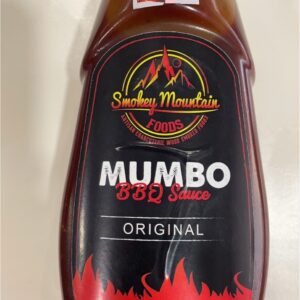 Smokey Mountain
FOODS
MUMBO
BBQ Sauce
ORIGINAL